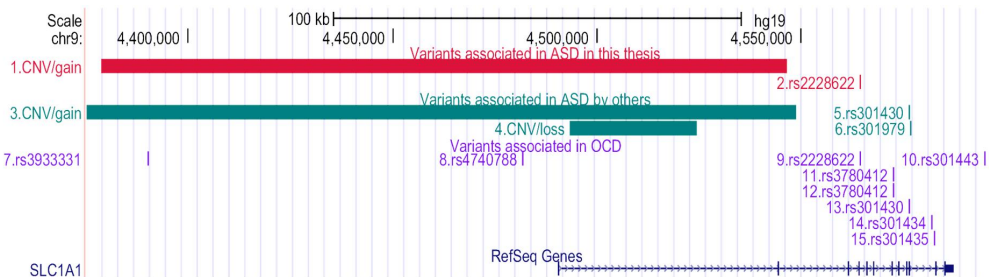 Scale 100 kb hg19
chr9: 4,400,000 4,450,000 4,500,000 4,550,000
Variants associated in ASD in this thesis
1.CNV/gain
2.rs2228622
Variants associated in ASD by others
3.CNV/gain 5.rs301430
4.CNV/loss 6.rs301979
Variants associated in OCD
7.rs3933331 8.rs4740788 9.rs2228622 10.rs301443
11.rs3780412
12.rs3780412
13.rs301430
14.rs301434
15.rs301435
RefSeq Genes
SLC1A1